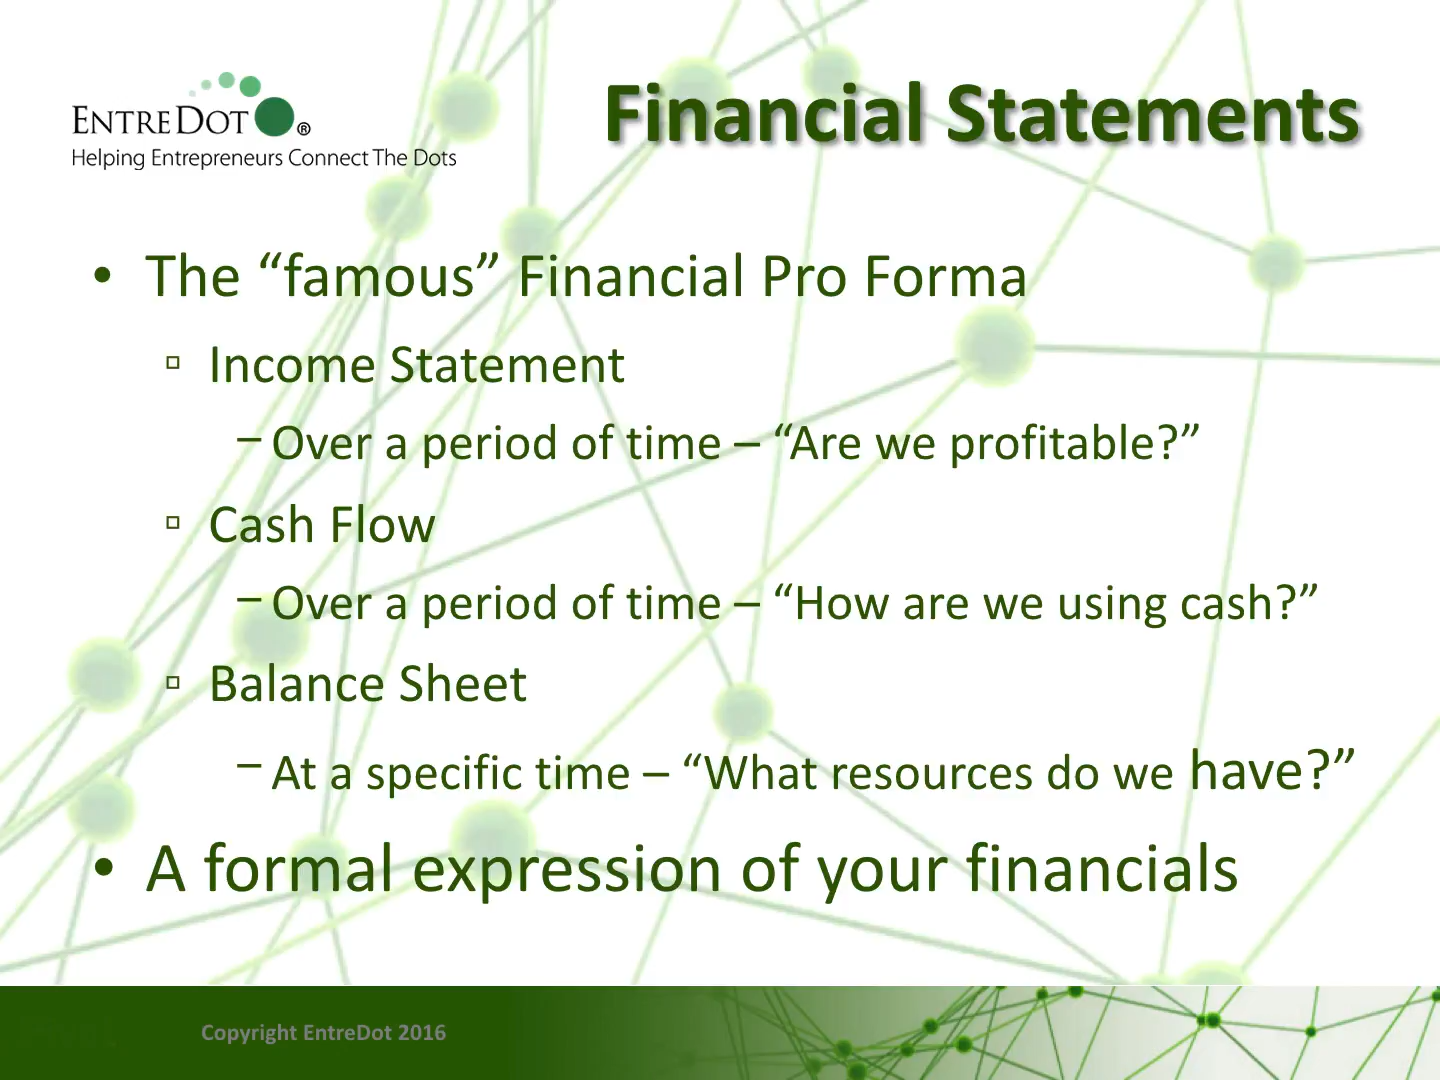 ENTREDOT®
Helping Entrepreneurs Connect The Dots
Financial Statements
• The “famous” Financial Pro Forma
▫ Income Statement
– Over a period of time – “Are we profitable?”
▫ Cash Flow
– Over a period of time – “How are we using cash?”
▫ Balance Sheet
– At a specific time – “What resources do we have?”
• A formal expression of your financials
Copyright EntreDot 2016